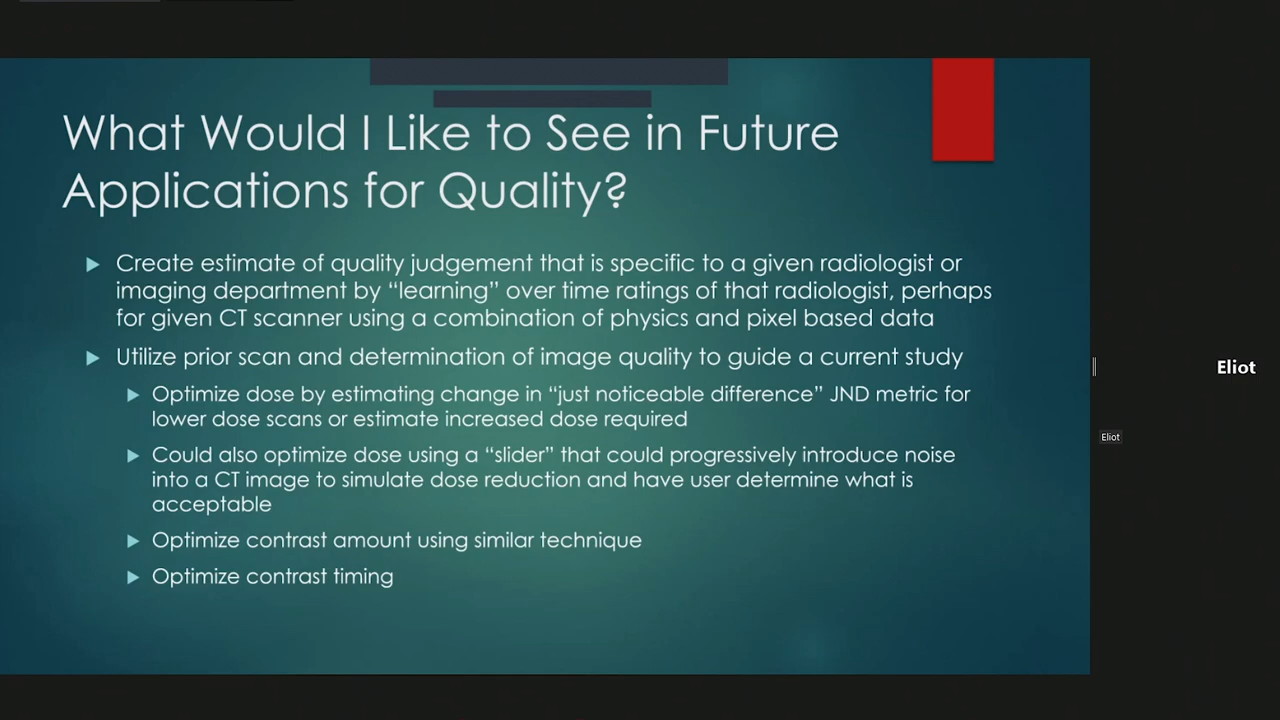 What Would I Like to See in Future
Applications for Quality?
Create estimate of quality judgement that is specific to a given radiologist or
imaging department by “learning” over time ratings of that radiologist, perhaps
for given CT scanner using a combination of physics and pixel based data
Utilize prior scan and determination of image quality to guide a current study
Optimize dose by estimating change in “just noticeable difference” JND metric for
lower dose scans or estimate increased dose required
Could also optimize dose using a “slider” that could progressively introduce noise
into a CT image to simulate dose reduction and have user determine what is
acceptable
Optimize contrast amount using similar technique
Optimize contrast timing
Eliot
Eliot